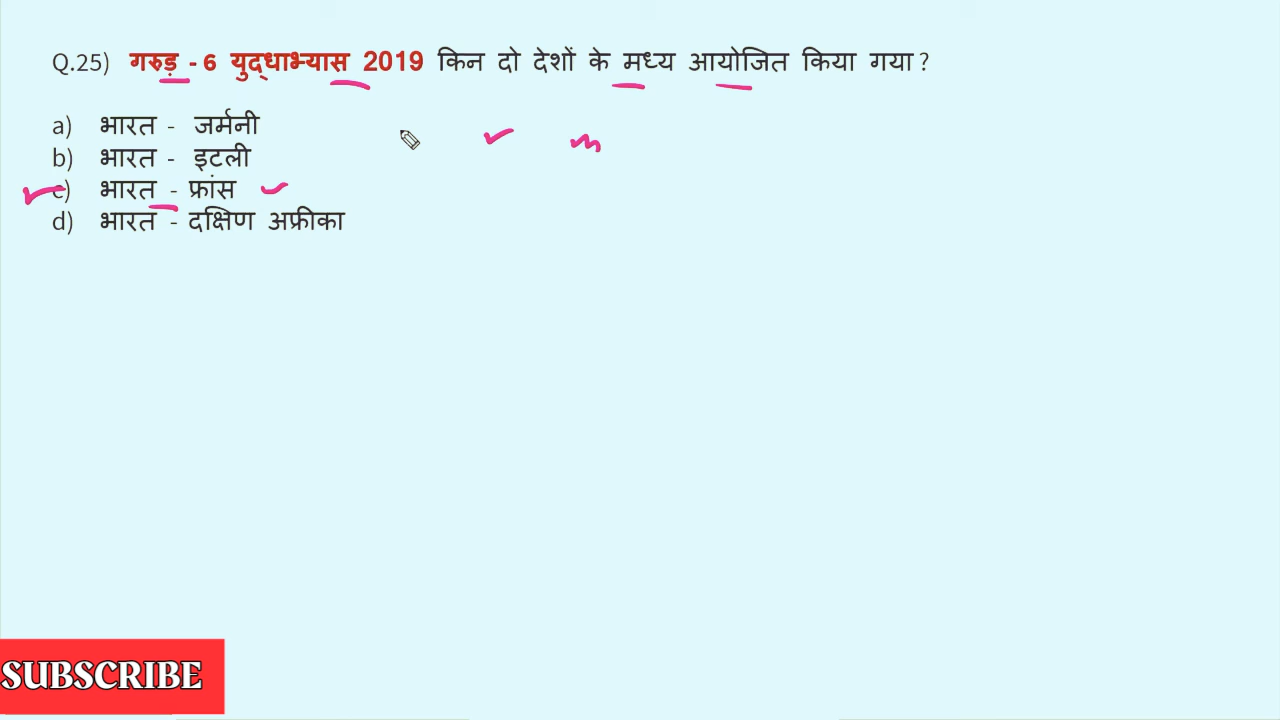 Q.25) गरुड़ - 6 युद्धाभ्यास 2019 किन दो देशों के मध्य आयोजित किया गया ?
a) भारत - जर्मनी
b) भारत - इटली
c) भारत - फ्रांस
d) भारत - दक्षिण अफ्रीका
SUBSCRIBE